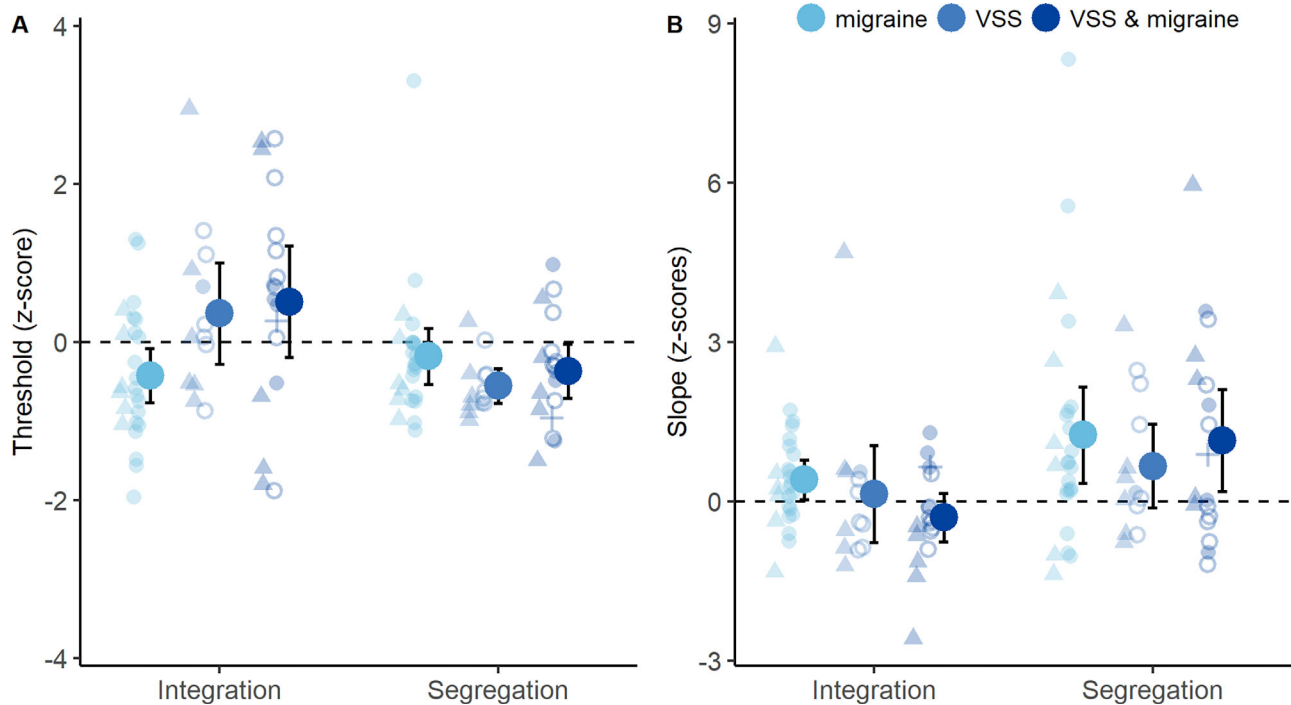 A
Threshold (z-score)
4
2
0
-2
-4
Integration
Segregation
B
migraine
VSS
VSS & migraine
Slope (z-scores)
9
6
3
0
-3
Integration
Segregation